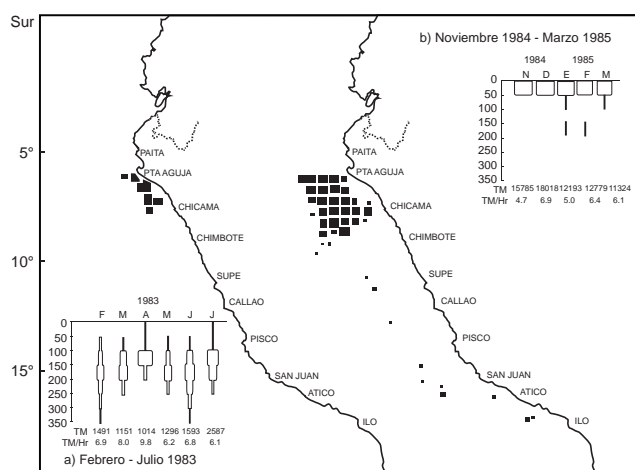 Sur
b) Noviembre 1984 - Marzo 1985
1984 1985
N D E F M
0
50
100
150
200
250
300
350
TM 15785 18018 12193 12779 11324
TM/Hr 4.7 6.9 5.0 6.4 6.1
5°
10°
15°
PAITA
PTA AGUJA
CHICAMA
CHIMBOTE
SUPE
CALLAO
PISCO
SAN JUAN
ATICO
ILO
PAITA
PTA AGUJA
CHICAMA
CHIMBOTE
SUPE
CALLAO
PISCO
SAN JUAN
ATICO
ILO
1983
F M A M J J
0
50
100
150
200
250
300
350
TM 1491 1151 1014 1296 1593 2587
TM/Hr 6.9 8.0 9.8 6.2 6.8 6.1
a) Febrero - Julio 1983